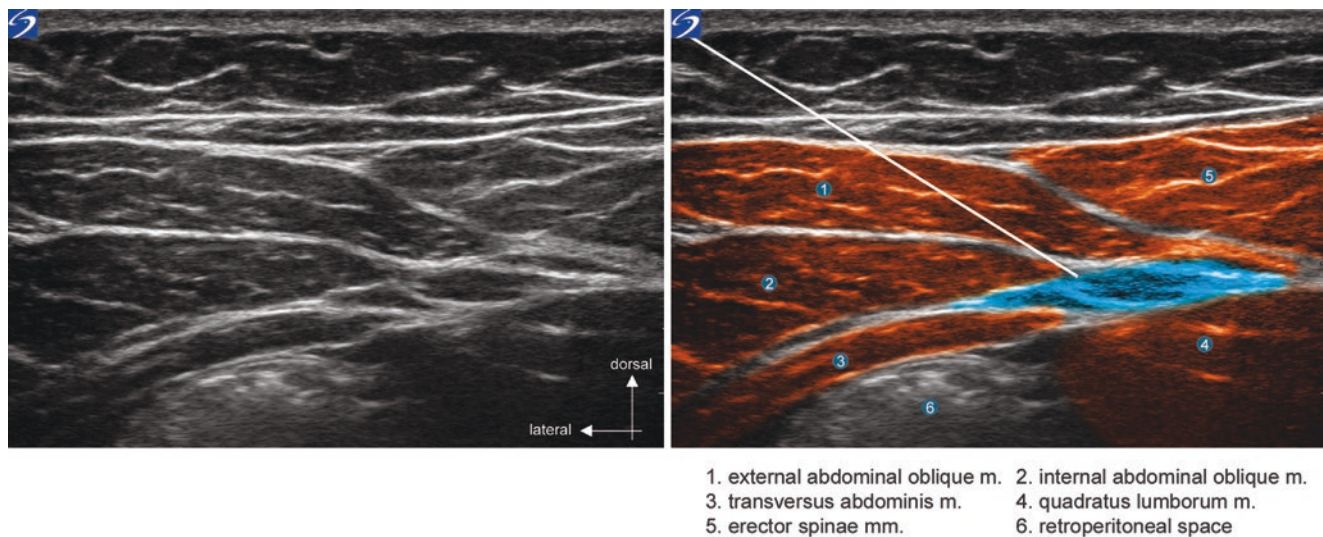 dorsal
lateral
1
2
3
4
5
6
1. external abdominal oblique m. 2. internal abdominal oblique m.
3. transversus abdominis m. 4. quadratus lumborum m.
5. erector spinae mm. 6. retroperitoneal space